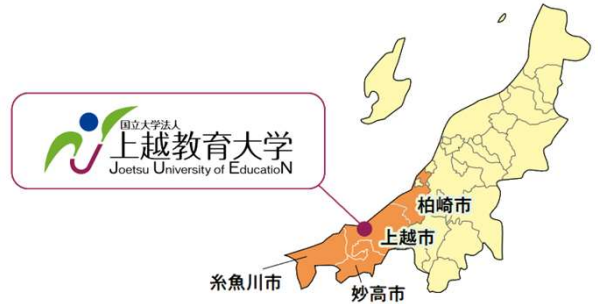 国立大学法人
上越教育大学
Joetsu University of EducatioN
柏崎市
上越市
糸魚川市
妙高市